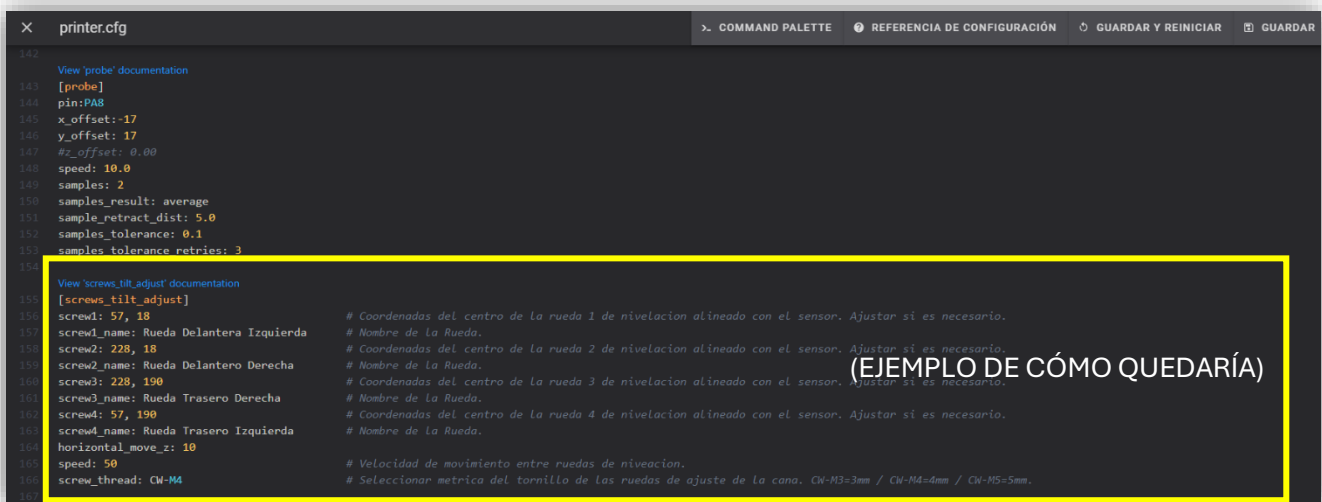 printer.cfg
COMMAND PALETTE
REFERENCIA DE CONFIGURACIÓN
GUARDAR Y REINICIAR
GUARDAR
142
View 'probe' documentation
143 [probe]
144 pin:PA8
145 x_offset:-17
146 y_offset: 17
147 #z_offset: 0.00
148 speed: 10.0
149 samples: 2
150 samples_result: average
151 sample_retract_dist: 5.0
152 samples_tolerance: 0.1
153 samples_tolerance_retries: 3
154
View 'screws_tilt_adjust' documentation
155 [screws_tilt_adjust]
156 screw1: 57, 18 # Coordenadas del centro de la rueda 1 de nivelacion alineado con el sensor. Ajustar si es necesario.
157 screw1_name: Rueda Delantera Izquierda # Nombre de la Rueda.
158 screw2: 228, 18 # Coordenadas del centro de la rueda 2 de nivelacion alineado con el sensor. Ajustar si es necesario.
159 screw2_name: Rueda Delantero Derecha # Nombre de la Rueda.
(EJEMPLO DE CÓMO QUEDARÍA)
160 screw3: 228, 190 # Coordenadas del centro de la rueda 3 de nivelacion alineado con el sensor. Ajustar si es necesario.
161 screw3_name: Rueda Trasero Derecha # Nombre de la Rueda.
162 screw4: 57, 190 # Coordenadas del centro de la rueda 4 de nivelacion alineado con el sensor. Ajustar si es necesario.
163 screw4_name: Rueda Trasero Izquierda # Nombre de la Rueda.
164 horizontal_move_z: 10
165 speed: 50 # Velocidad de movimiento entre ruedas de niveacion.
166 screw_thread: CW-M4 # Seleccionar metrica del tornillo de las ruedas de ajuste de la cana. CW-M3=3mm / CW-M4=4mm / CW-M5=5mm.
167